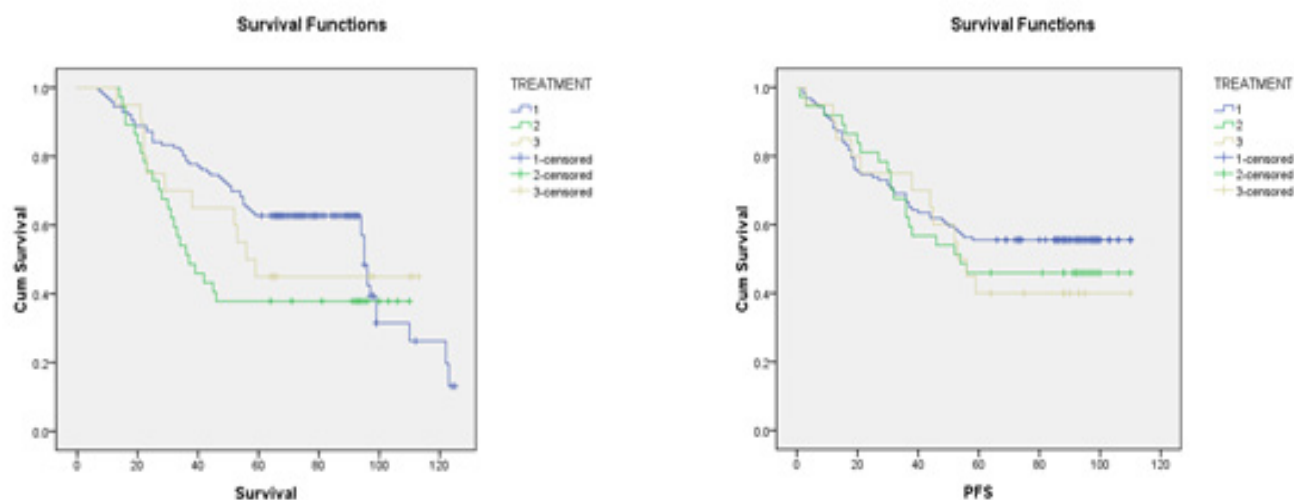 Survival Functions
Cum Survival
1.0
0.8
0.6
0.4
0.2
0.0
0 20 40 60 80 100 120
Survival
TREATMENT
1
2
3
1-censored
2-censored
3-censored
Survival Functions
Cum Survival
1.0
0.8
0.6
0.4
0.2
0.0
0 20 40 60 80 100 120
PFS
TREATMENT
1
2
3
1-censored
2-censored
3-censored